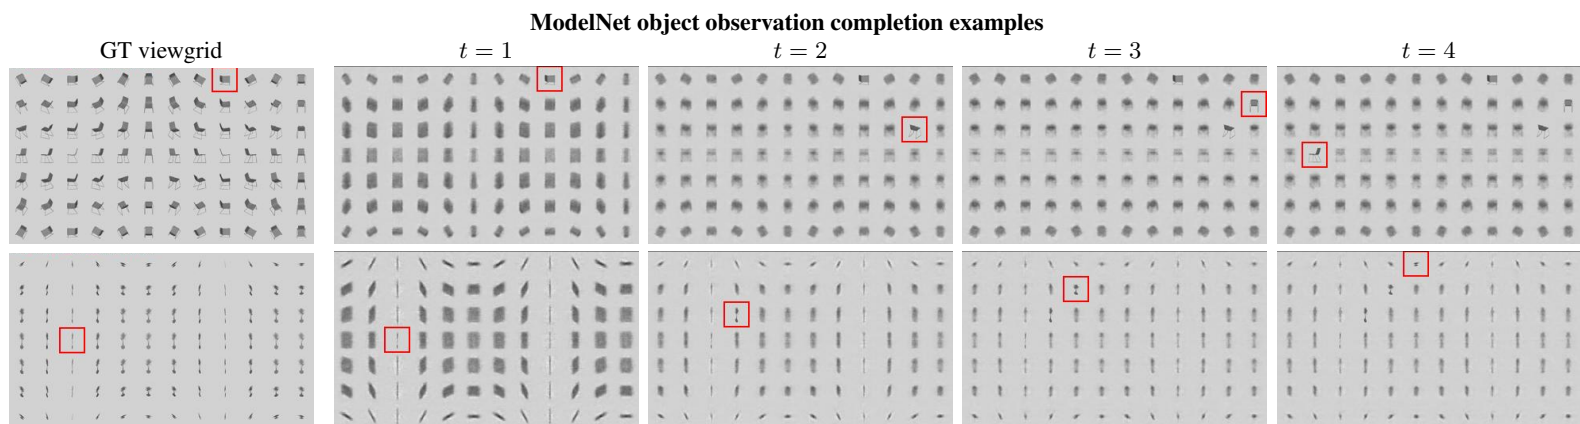 ModelNet object observation completion examples
GT viewgrid t = 1 t = 2 t = 3 t = 4